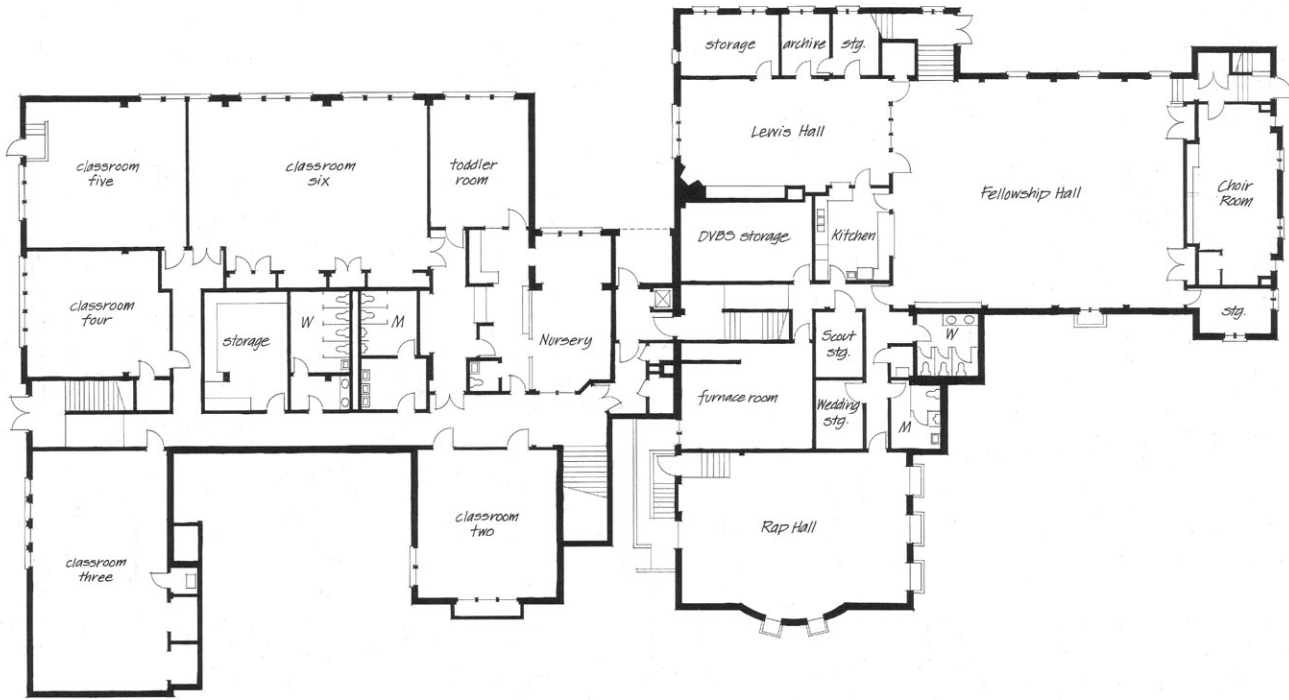 storage
archive
stg.
Lewis Hall
classroom
five
classroom
six
toddler
room
Fellowship Hall
Choir
Room
DVBS storage
Kitchen
classroom
four
storage
W
M
Nursery
Scout
stg.
W
stg.
furnace room
Wedding
stg.
M
classroom
two
Rap Hall
classroom
three